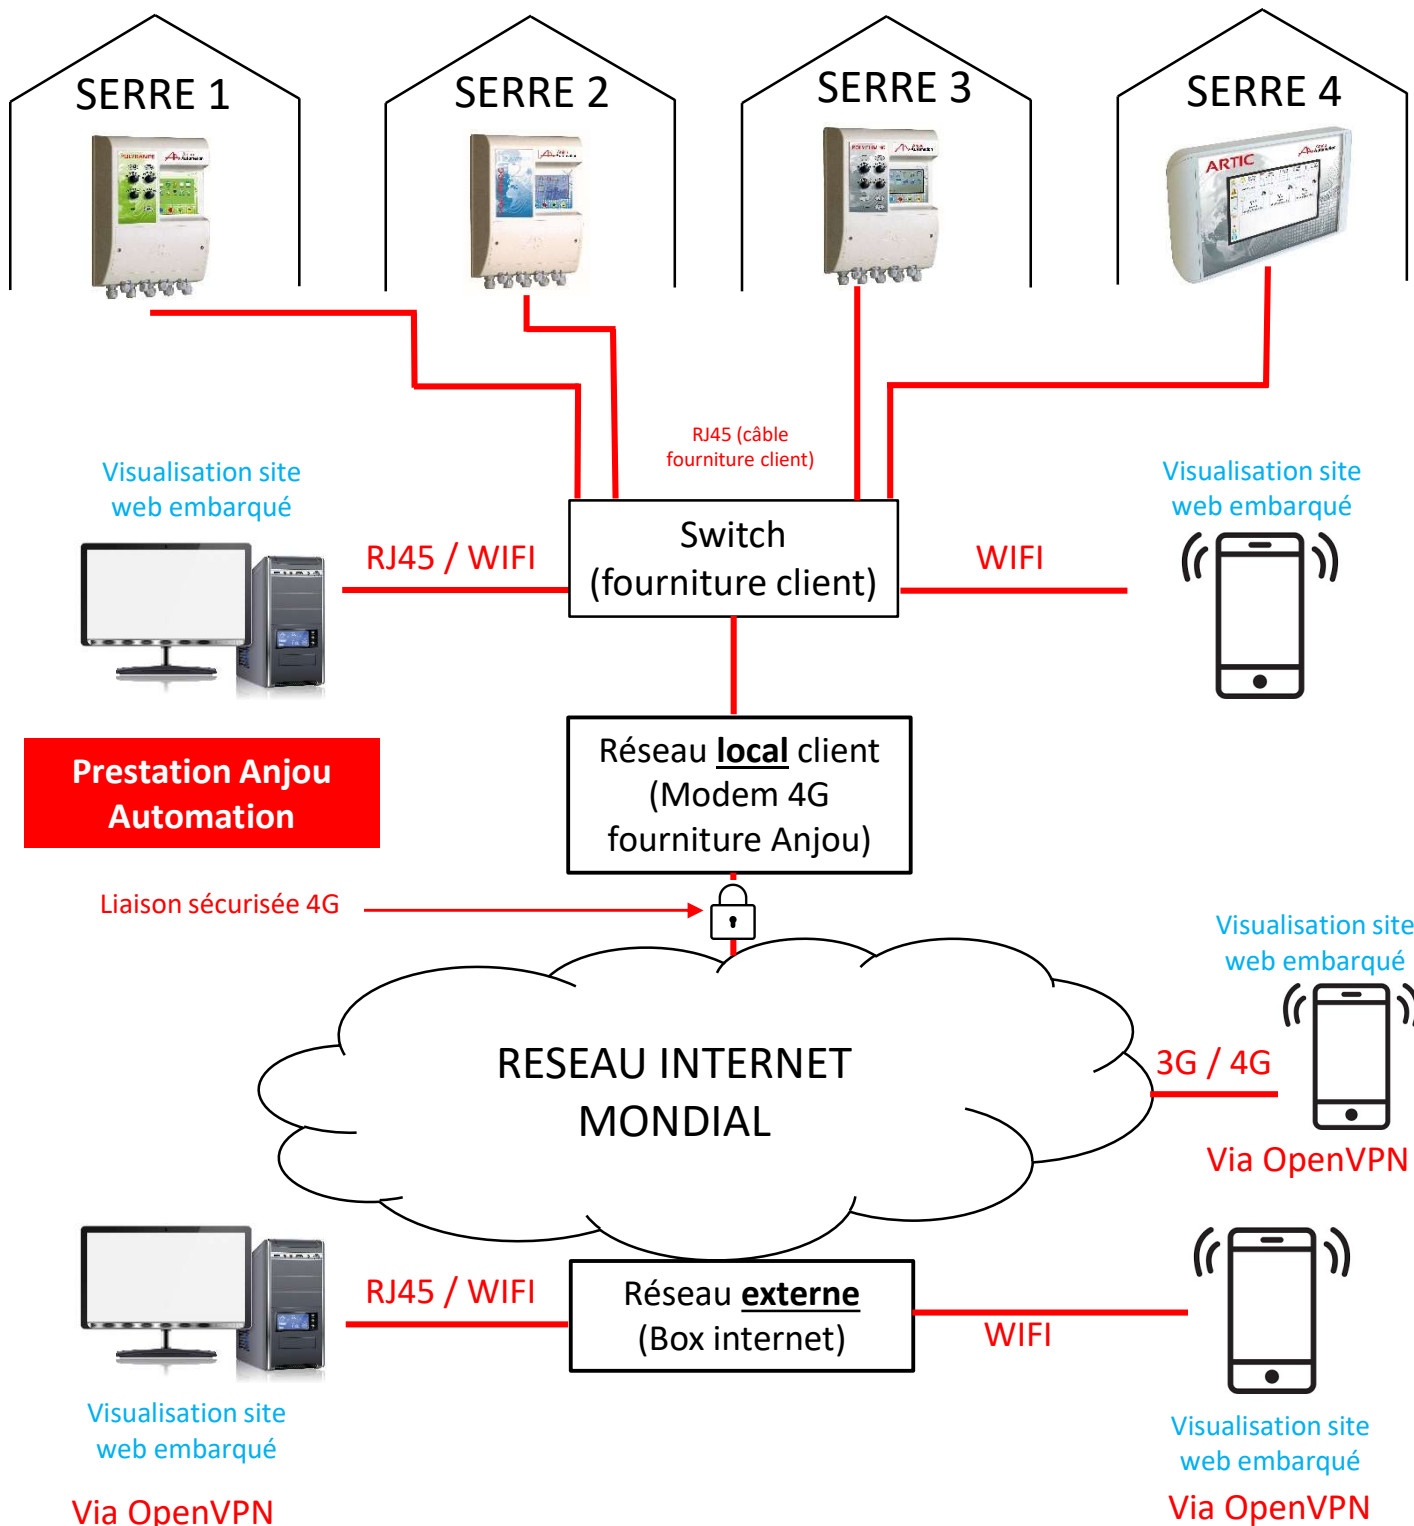 SERRE 1
SERRE 2
SERRE 3
SERRE 4
POLYRAMPE
ARTIC
RJ45 (câble
fourniture client)
Visualisation site
web embarqué
Visualisation site
web embarqué
RJ45 / WIFI
Switch
(fourniture client)
WIFI
Prestation Anjou
Automation
Réseau local client
(Modem 4G
fourniture Anjou)
Liaison sécurisée 4G
Visualisation site
web embarqué
RESEAU INTERNET
MONDIAL
3G / 4G
Via OpenVPN
RJ45 / WIFI
Réseau externe
(Box internet)
WIFI
Visualisation site
web embarqué
Via OpenVPN
Visualisation site
web embarqué
Via OpenVPN